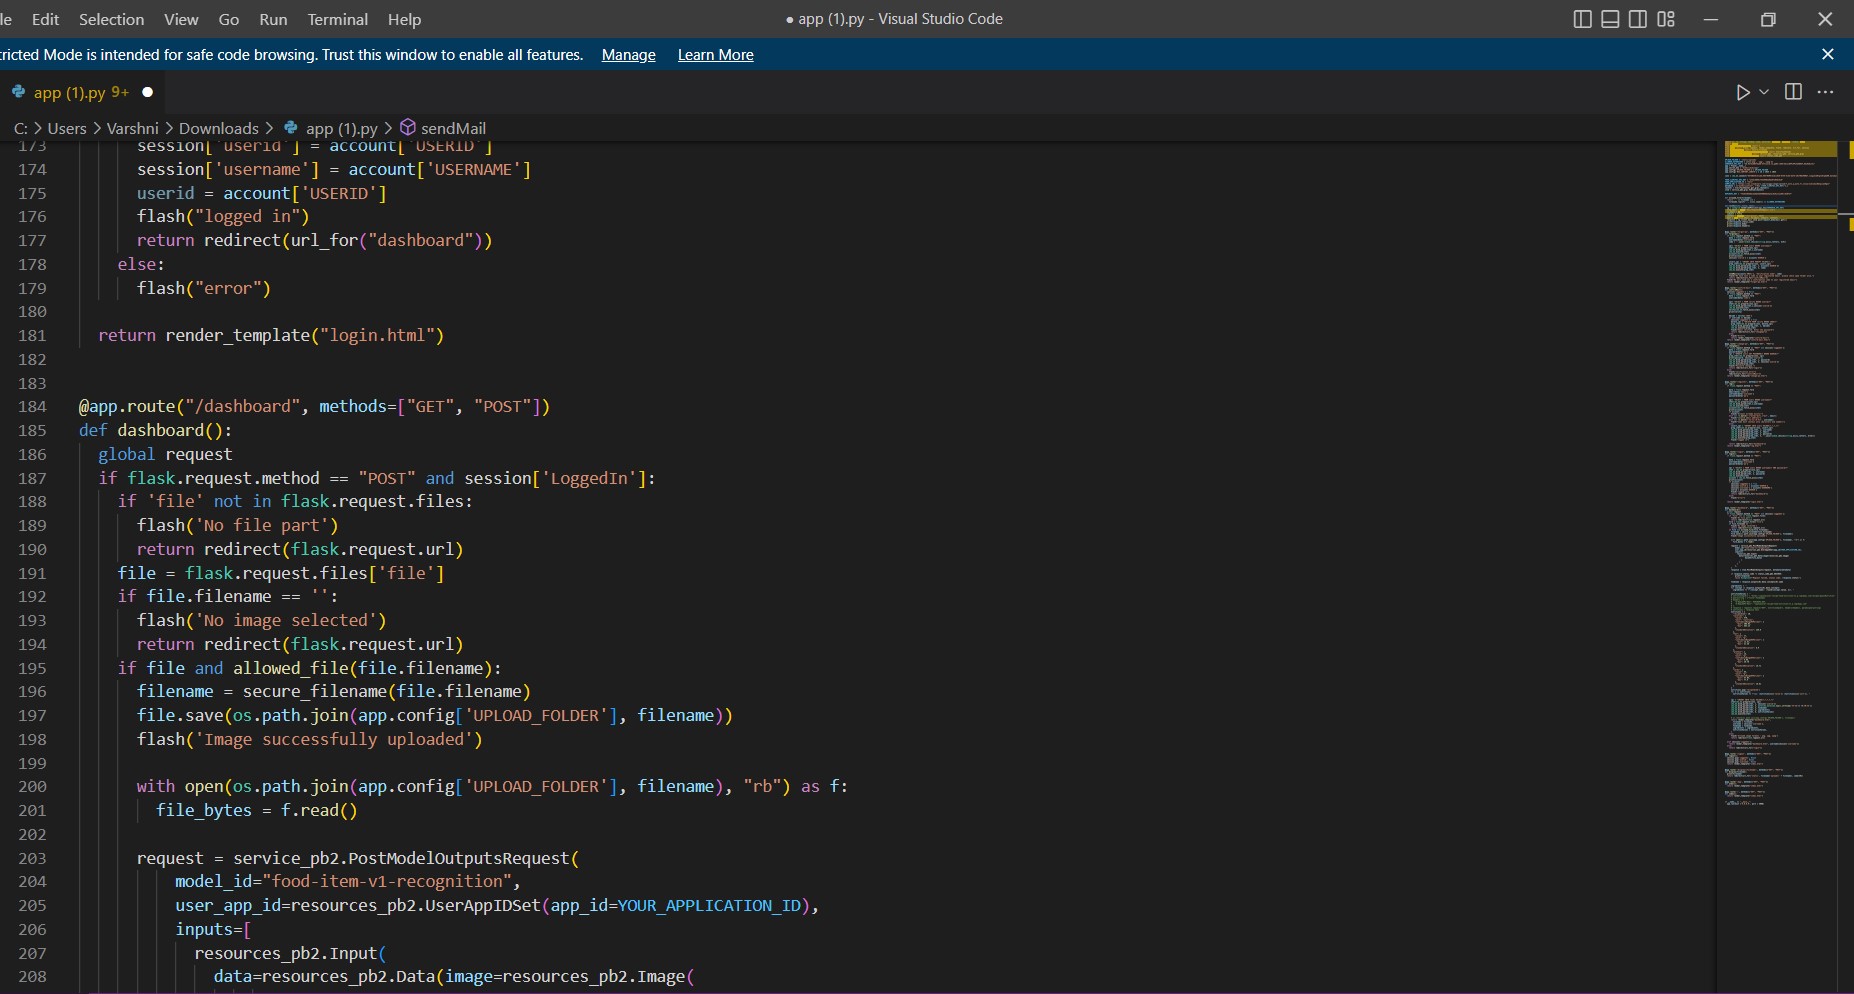 le Edit Selection View Go Run Terminal Help ● app (1).py - Visual Studio Code
tricted Mode is intended for safe code browsing. Trust this window to enable all features. Manage Learn More
app (1).py 9+ ●
C: > Users > Varshni > Downloads > app (1).py > sendMail
173 session['userid'] = account['USERID']
174 session['username'] = account['USERNAME']
175 userid = account['USERID']
176 flash("logged in")
177 return redirect(url_for("dashboard"))
178 else:
179 flash("error")
180
181 return render_template("login.html")
182
183
184 @app.route("/dashboard", methods=["GET", "POST"])
185 def dashboard():
186 global request
187 if flask.request.method == "POST" and session['LoggedIn']:
188 if 'file' not in flask.request.files:
189 flash('No file part')
190 return redirect(flask.request.url)
191 file = flask.request.files['file']
192 if file.filename == '':
193 flash('No image selected')
194 return redirect(flask.request.url)
195 if file and allowed_file(file.filename):
196 filename = secure_filename(file.filename)
197 file.save(os.path.join(app.config['UPLOAD_FOLDER'], filename))
198 flash('Image successfully uploaded')
199
200 with open(os.path.join(app.config['UPLOAD_FOLDER'], filename), "rb") as f:
201 file_bytes = f.read()
202
203 request = service_pb2.PostModelOutputsRequest(
204 model_id="food-item-v1-recognition",
205 user_app_id=resources_pb2.UserAppIDSet(app_id=YOUR_APPLICATION_ID),
206 inputs=[
207 resources_pb2.Input(
208 data=resources_pb2.Data(image=resources_pb2.Image(